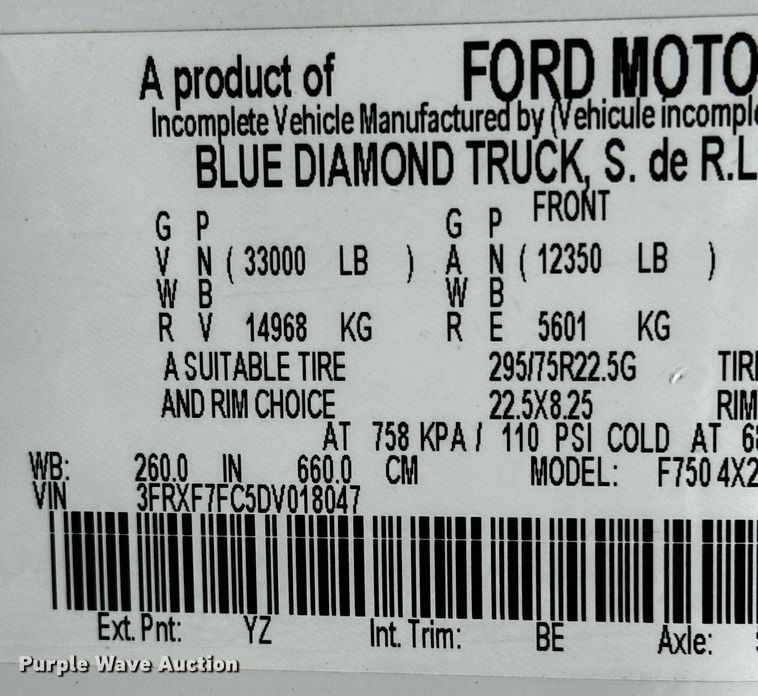 A product of FORD MOTO
Incomplete Vehicle Manufactured by (Vehicule incomple
BLUE DIAMOND TRUCK, S. de R.L
G P G P FRONT
V N ( 33000 LB ) A N ( 12350 LB )
W B W B
R V 14968 KG R E 5601 KG
A SUITABLE TIRE 295/75R22.5G TIRE
AND RIM CHOICE 22.5X8.25 RIM
AT 758 KPA / 110 PSI COLD AT 68
WB: 260.0 IN 660.0 CM MODEL: F750 4X2
VIN 3FRXF7FC5DV018047
Ext. Pnt: YZ Int. Trim: BE Axle:
Purple Wave Auction